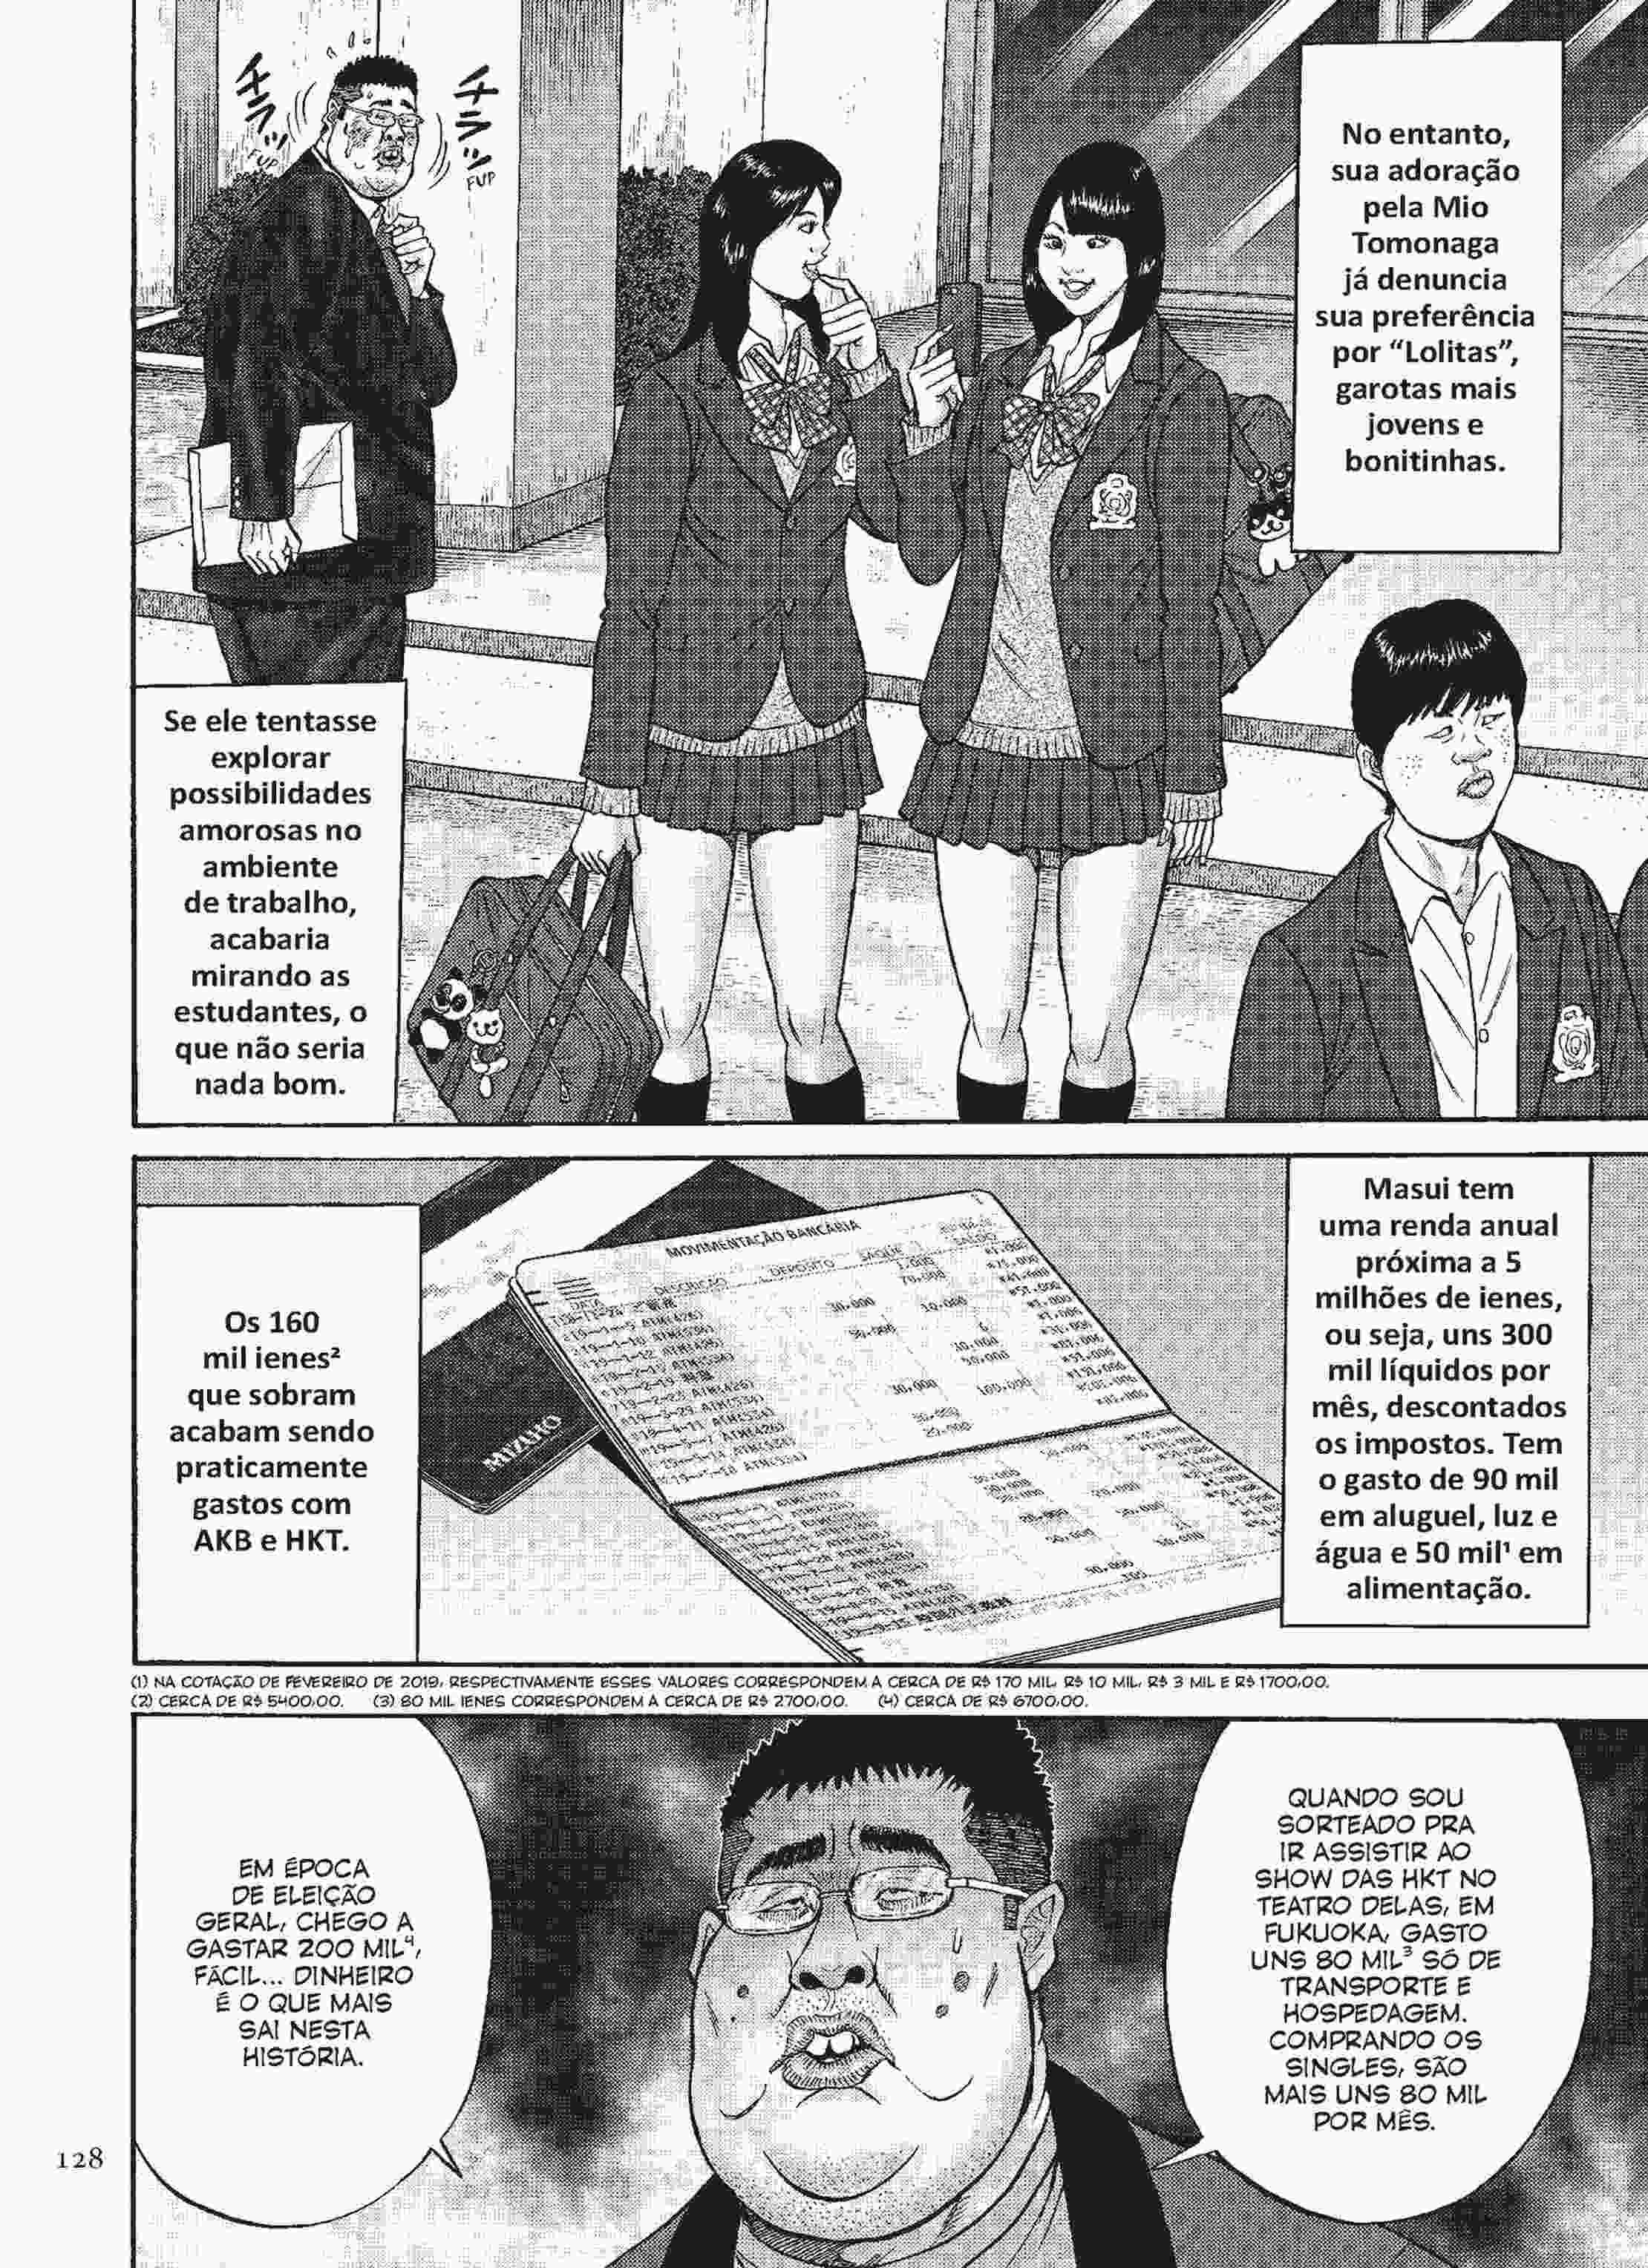 No entanto,
sua adoração
pela Mio
Tomonaga
já denuncia
sua preferência
por “Lolitas”,
garotas mais
jovens e
bonitinhas.
チラッ
FUP
チラッ
FUP
Se ele tentasse
explorar
possibilidades
amorosas no
ambiente
de trabalho,
acabaria
mirando as
estudantes, o
que não seria
nada bom.
Masui tem
uma renda anual
próxima a 5
milhões de ienes,
ou seja, uns 300
mil líquidos por
mês, descontados
os impostos. Tem
o gasto de 90 mil
em aluguel, luz e
água e 50 mil¹ em
alimentação.
MOVIMENTAÇÃO BANCÁRIA
DATA DESCRIÇÃO DEPÓSITO SAQUE SALDO
MIZUHO
Os 160
mil ienes²
que sobram
acabam sendo
praticamente
gastos com
AKB e HKT.
(1) NA COTAÇÃO DE FEVEREIRO DE 2019, RESPECTIVAMENTE ESSES VALORES CORRESPONDEM A CERCA DE R$ 170 MIL, R$ 10 MIL, R$ 3 MIL E R$ 1700,00.
(2) CERCA DE R$ 5400,00. (3) 80 MIL IENES CORRESPONDEM A CERCA DE R$ 2700,00. (4) CERCA DE R$ 6700,00.
QUANDO SOU
SORTEADO PRA
IR ASSISTIR AO
SHOW DAS HKT NO
TEATRO DELAS, EM
FUKUOKA, GASTO
UNS 80 MIL³ SÓ DE
TRANSPORTE E
HOSPEDAGEM.
COMPRANDO OS
SINGLES, SÃO
MAIS UNS 80 MIL
POR MÊS.
EM ÉPOCA
DE ELEIÇÃO
GERAL, CHEGO A
GASTAR 200 MIL⁴,
FÁCIL... DINHEIRO
É O QUE MAIS
SAI NESTA
HISTÓRIA.
128